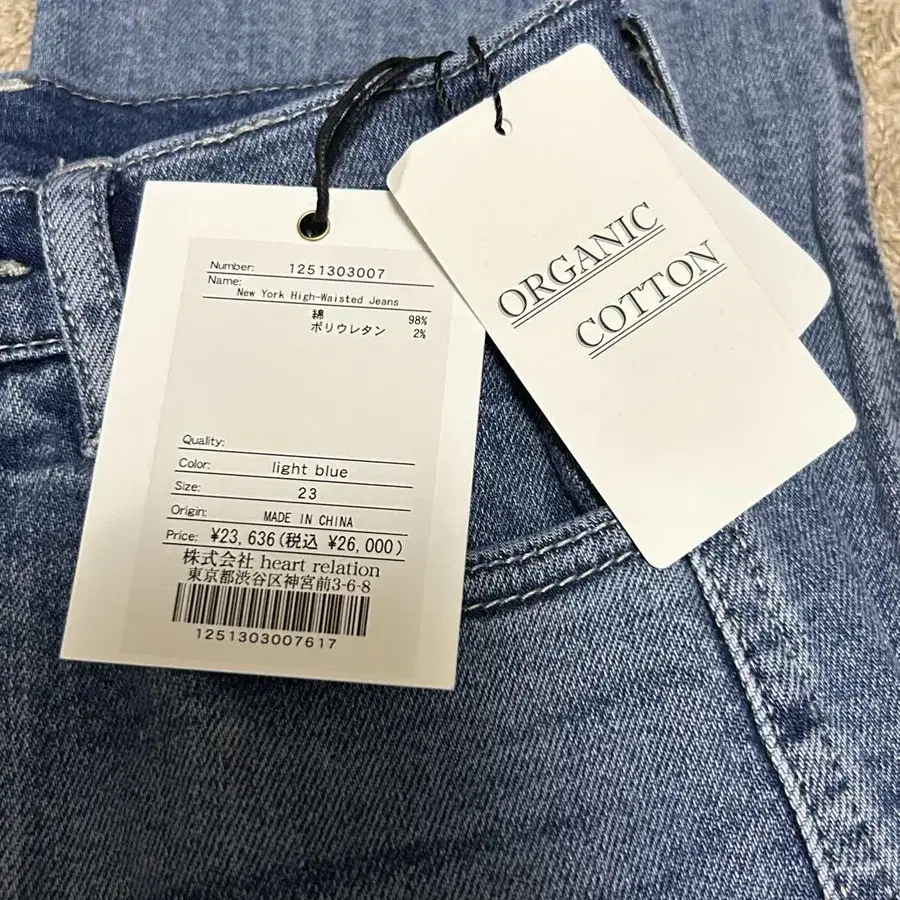 Number: 1251303007
Name:
New York High-Waisted Jeans
綿 98%
ポリウレタン 2%
Quality:
Color: light blue
Size: 23
Origin: MADE IN CHINA
Price: ¥23,636(税込 ¥26,000)
株式会社 heart relation
東京都渋谷区神宮前3-6-8
1251303007617
ORGANIC
COTTON